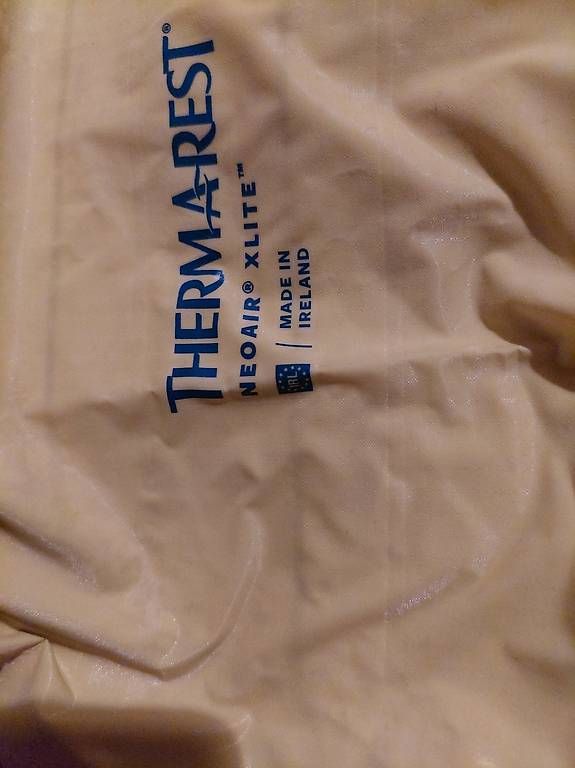 THERMAREST®
NEOAIR® XLITE™
IRL | MADE IN
IRELAND